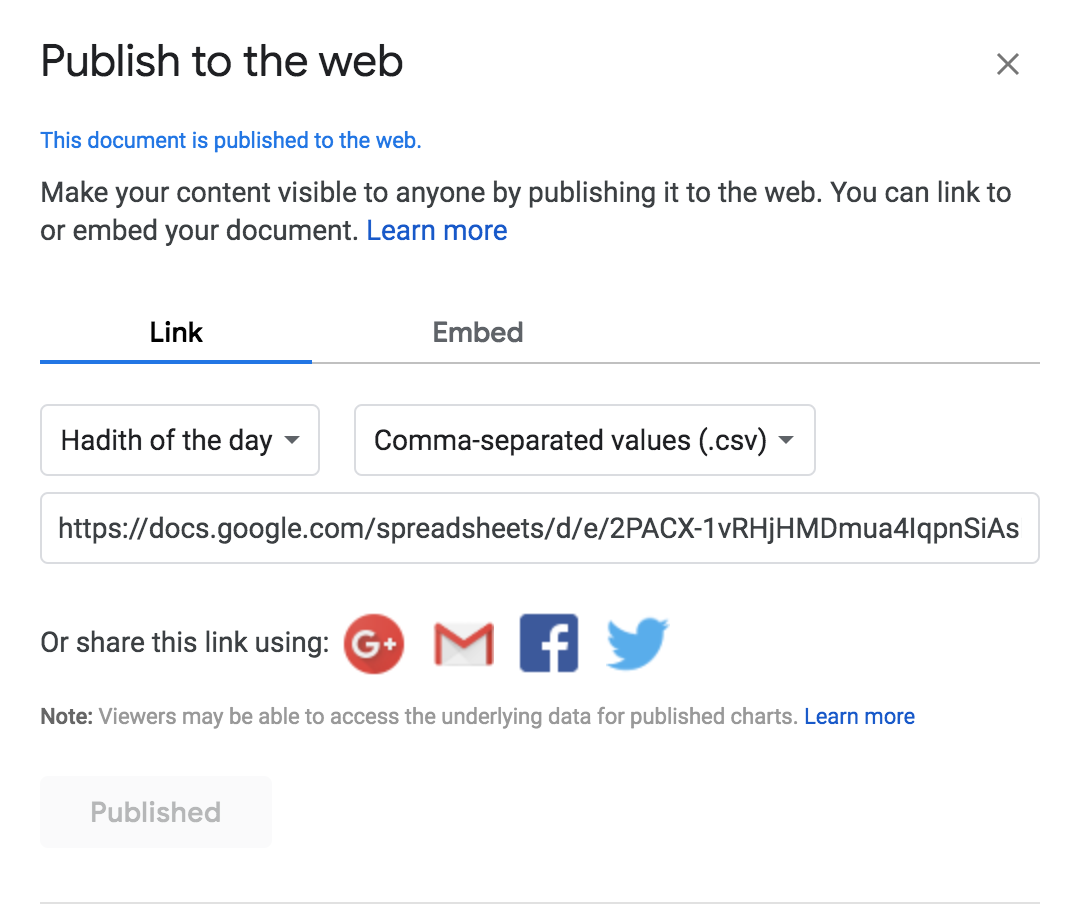 Publish to the web
This document is published to the web.
Make your content visible to anyone by publishing it to the web. You can link to
or embed your document. Learn more
Link Embed
Hadith of the day Comma-separated values (.csv)
https://docs.google.com/spreadsheets/d/e/2PACX-1vRHjHMDmua4IqpnSiAs
Or share this link using: G+ M f
Note: Viewers may be able to access the underlying data for published charts. Learn more
Published